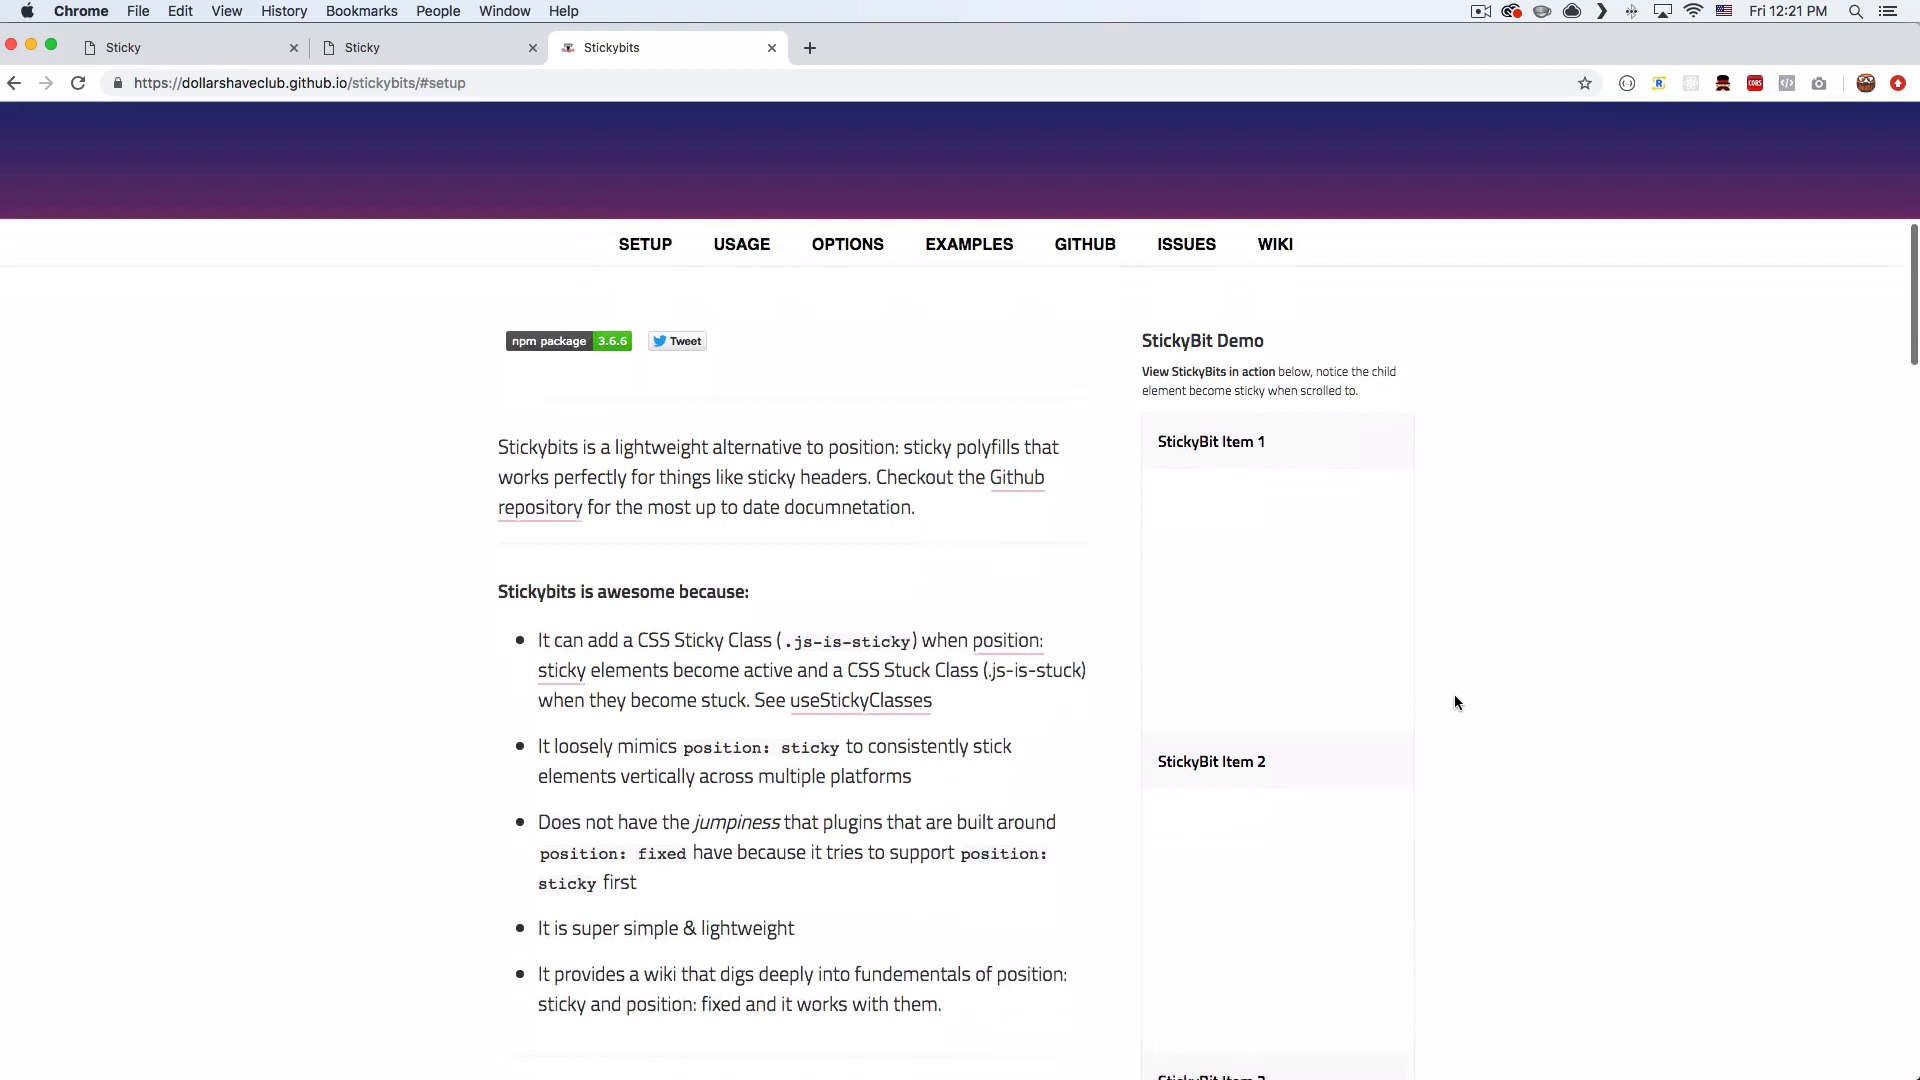 Chrome File Edit View History Bookmarks People Window Help Fri 12:21 PM
Sticky Sticky Stickybits
https://dollarshaveclub.github.io/stickybits/#setup
SETUP USAGE OPTIONS EXAMPLES GITHUB ISSUES WIKI
npm package 3.6.6 Tweet
Stickybits is a lightweight alternative to position: sticky polyfills that
works perfectly for things like sticky headers. Checkout the Github
repository for the most up to date documnetation.
Stickybits is awesome because:
It can add a CSS Sticky Class (.js-is-sticky) when position:
sticky elements become active and a CSS Stuck Class (.js-is-stuck)
when they become stuck. See useStickyClasses
It loosely mimics position: sticky to consistently stick
elements vertically across multiple platforms
Does not have the jumpiness that plugins that are built around
position: fixed have because it tries to support position:
sticky first
It is super simple & lightweight
It provides a wiki that digs deeply into fundementals of position:
sticky and position: fixed and it works with them.
StickyBit Demo
View StickyBits in action below, notice the child
element become sticky when scrolled to.
StickyBit Item 1
StickyBit Item 2